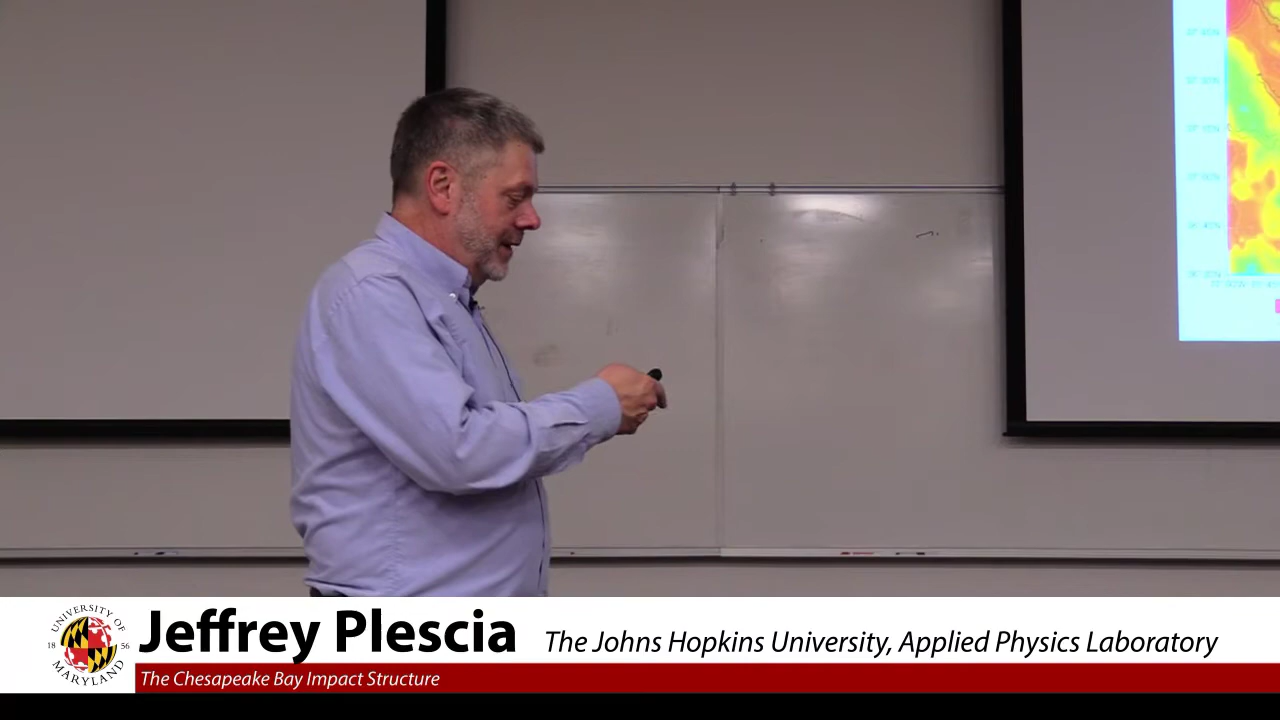 UNIVERSITY OF
18 56
MARYLAND
Jeffrey Plescia
The Johns Hopkins University, Applied Physics Laboratory
The Chesapeake Bay Impact Structure